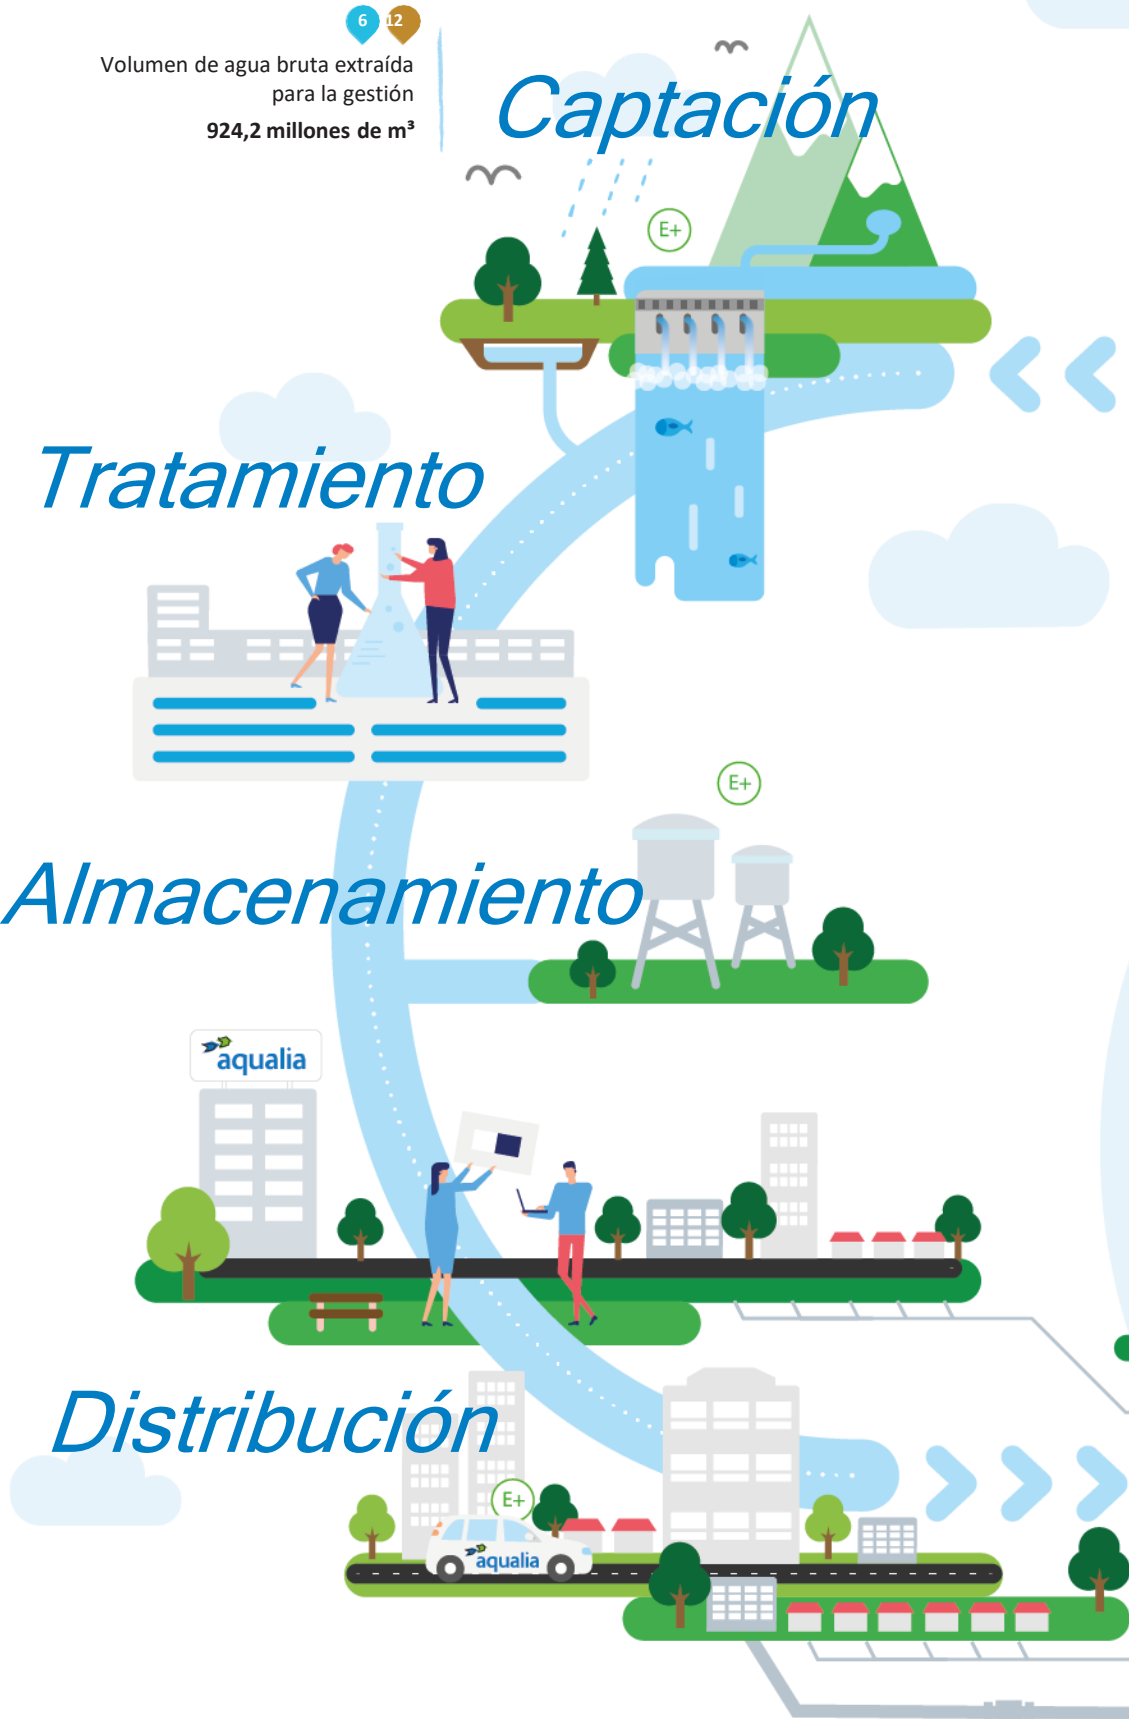 6 12
Volumen de agua bruta extraída
para la gestión
924,2 millones de m³
Captación
E+
Tratamiento
E+
Almacenamiento
aqualia
Distribución
E+
aqualia